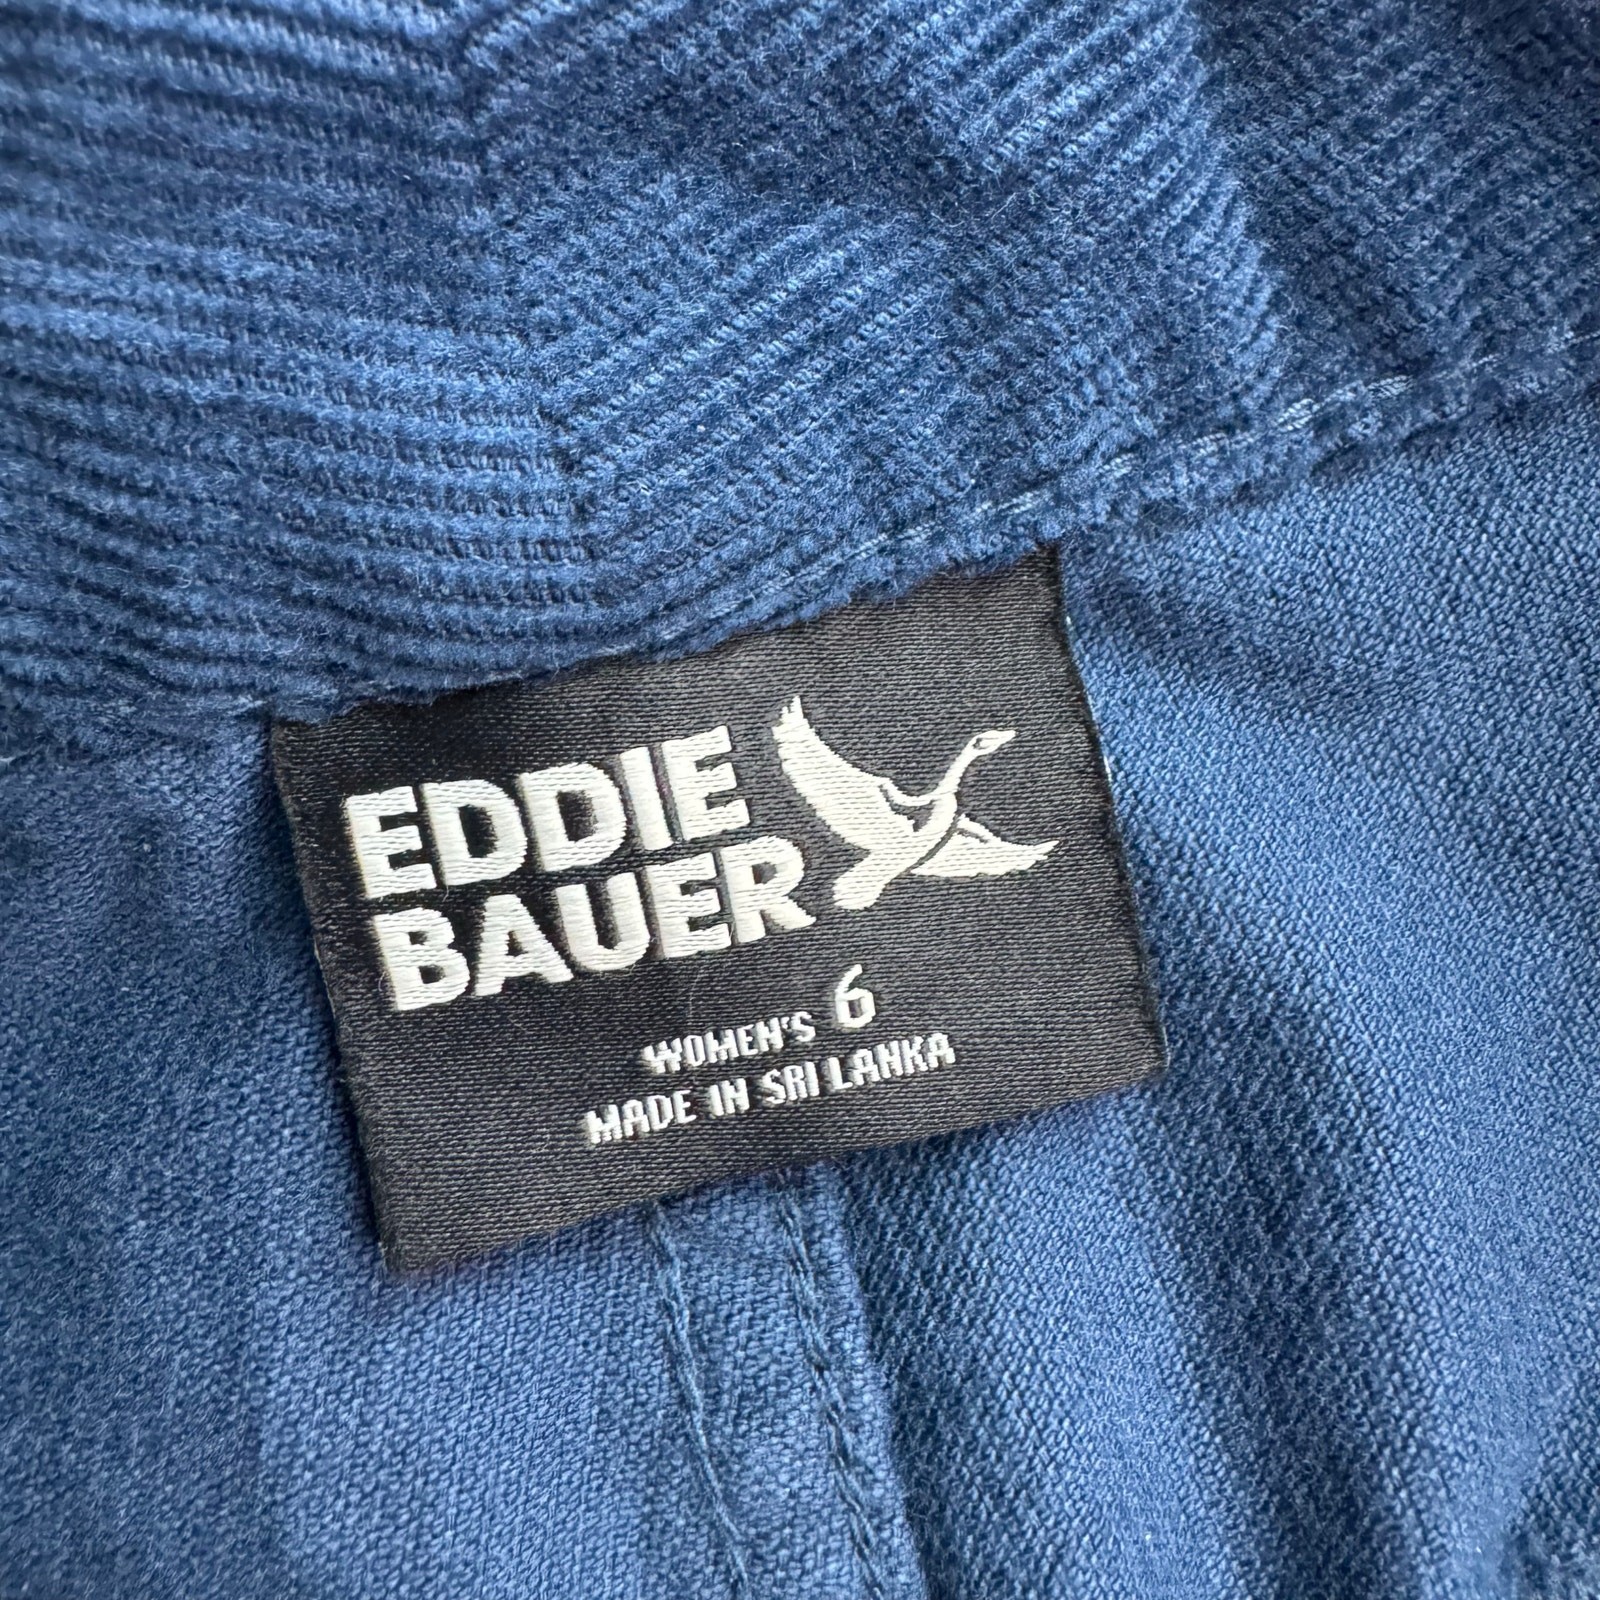 EDDIE
BAUER
WOMEN'S 6
MADE IN SRI LANKA